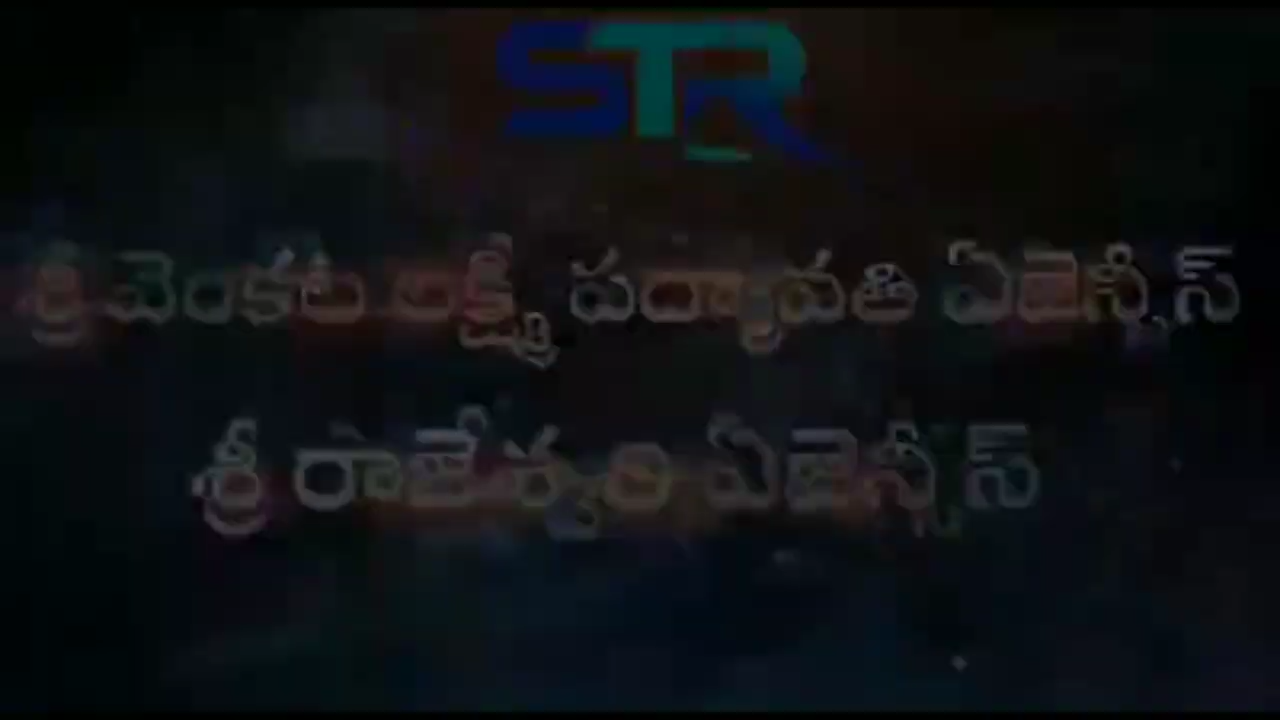 STR
శ్రీ వెంకట లక్ష్మీ పద్మావతి ఏజెన్సీస్
శ్రీ రాజేశ్వరి ఏజెన్సీస్